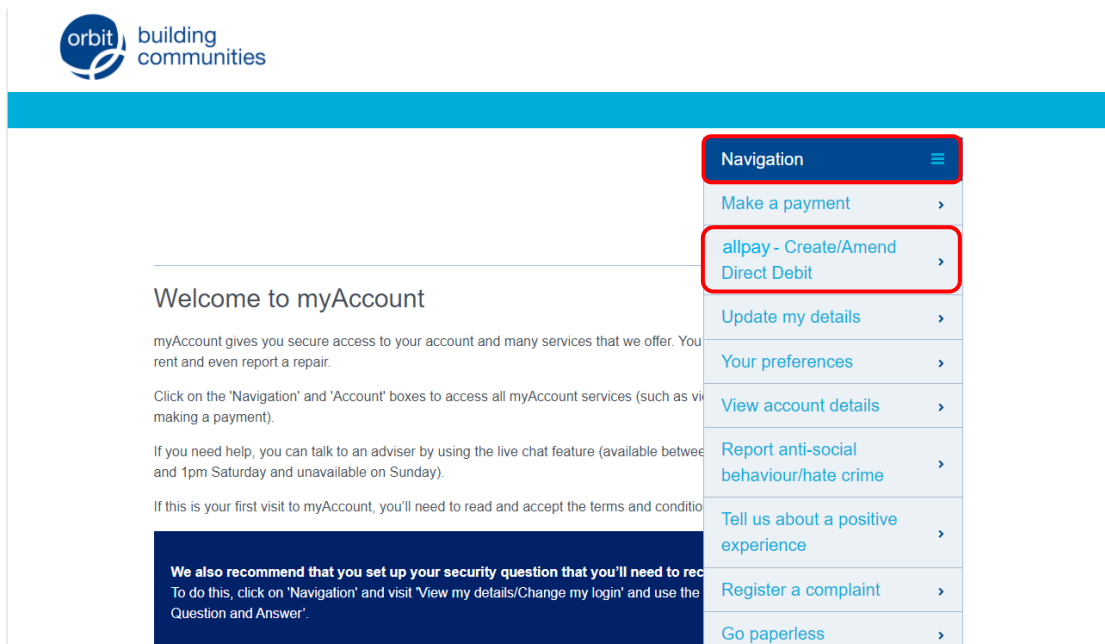 orbit
building
communities
Navigation
Make a payment
allpay - Create/Amend
Direct Debit
Update my details
Your preferences
View account details
Report anti-social
behaviour/hate crime
Tell us about a positive
experience
Register a complaint
Go paperless
Welcome to myAccount
myAccount gives you secure access to your account and many services that we offer. You
rent and even report a repair.
Click on the 'Navigation' and 'Account' boxes to access all myAccount services (such as
making a payment).
If you need help, you can talk to an adviser by using the live chat feature (available
and 1pm Saturday and unavailable on Sunday).
If this is your first visit to myAccount, you'll need to read and accept the terms and
We also recommend that you set up your security question that you'll need to
To do this, click on 'Navigation' and visit 'View my details/Change my login' and use the
Question and Answer'.